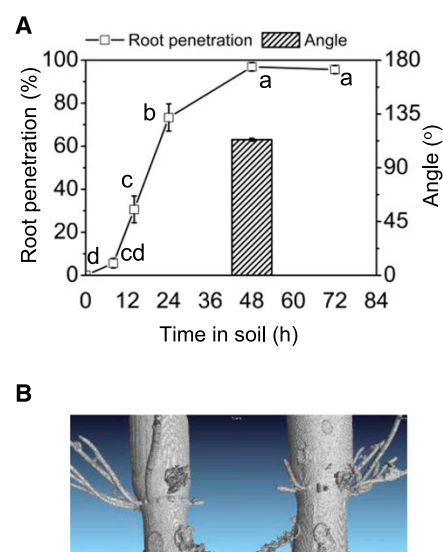 A
Root penetration Angle
100 180
80 135
60 90
40 45
20 0
0
Root penetration (%)
Angle (o)
d cd c b a a
0 12 24 36 48 60 72 84
Time in soil (h)
B